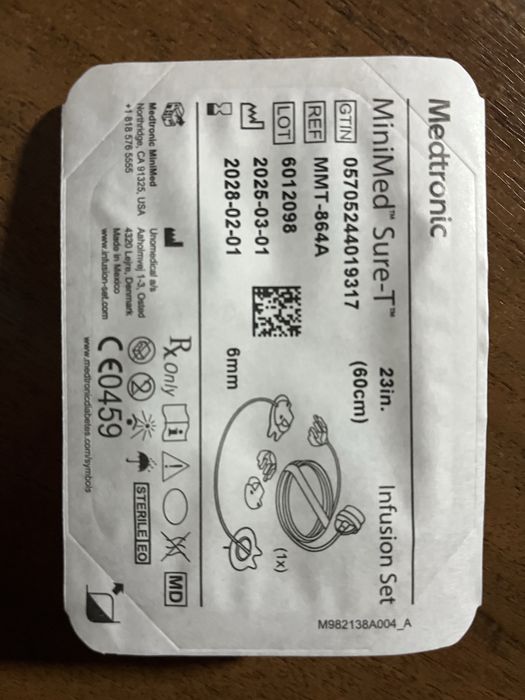 Medtronic
MiniMed™ Sure-T™
23in.
(60cm)
Infusion Set
GTIN 05705244019317
REF MMT-864A
LOT 6012098
2025-03-01
2028-02-01
6mm
(1x)
M982138A004_A
Medtronic MiniMed
Northridge, CA 91325, USA
+1 818 576 5555
Unomedical a/s
Aaholmvej 1-3, Osted
4320 Lejre, Denmark
Made in Mexico
www.infusion-set.com
Rx Only
MD
2
STERILE EO
CE0459
www.medtronicdiabetes.com/symbols